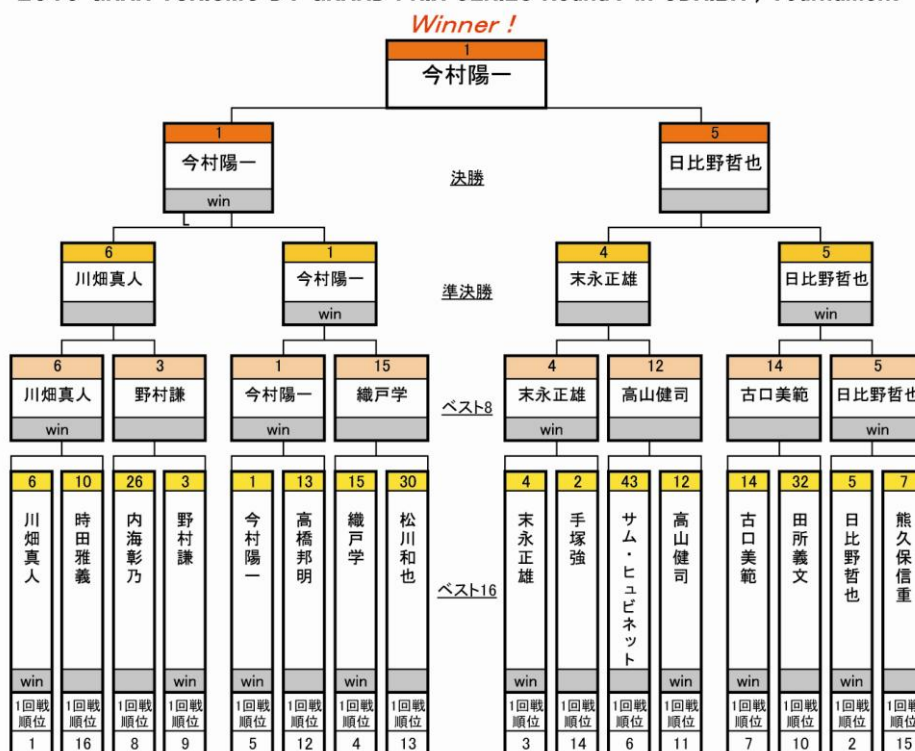 Winner !
1
今村陽一
1
今村陽一
win
決勝
5
日比野哲也
6
川畑真人
1
今村陽一
win
準決勝
4
末永正雄
5
日比野哲也
win
6
川畑真人
win
3
野村謙
1
今村陽一
win
15
織戸学
ベスト8
4
末永正雄
win
12
高山健司
14
古口美範
5
日比野哲也
win
6
川畑真人
win
1回戦
順位
1
10
時田雅義
1回戦
順位
16
26
内海彰乃
1回戦
順位
8
3
野村謙
win
1回戦
順位
9
1
今村陽一
win
1回戦
順位
5
13
高橋邦明
1回戦
順位
12
15
織戸学
win
1回戦
順位
4
30
松川和也
1回戦
順位
13
ベスト16
4
末永正雄
win
1回戦
順位
3
2
手塚強
1回戦
順位
14
43
サム・ヒュビネット
1回戦
順位
6
12
高山健司
win
1回戦
順位
11
14
古口美範
win
1回戦
順位
7
32
田所義文
1回戦
順位
10
5
日比野哲也
win
1回戦
順位
2
7
熊久保信重
1回戦
順位
15